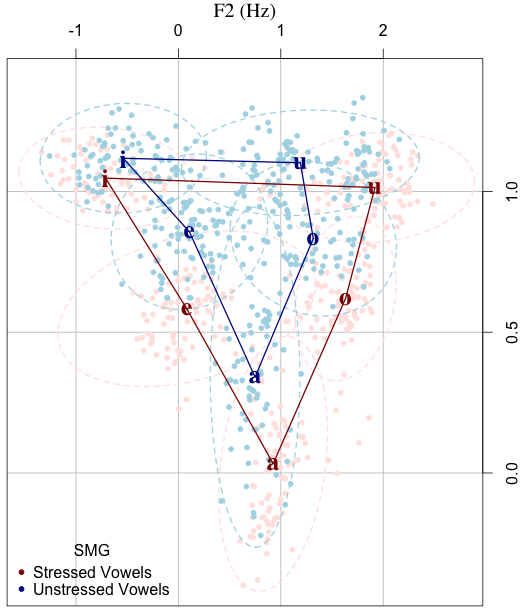 F2 (Hz)
-1 0 1 2
1.0
0.5
0.0
i u
i u
e o
e o
a
a
SMG
Stressed Vowels
Unstressed Vowels